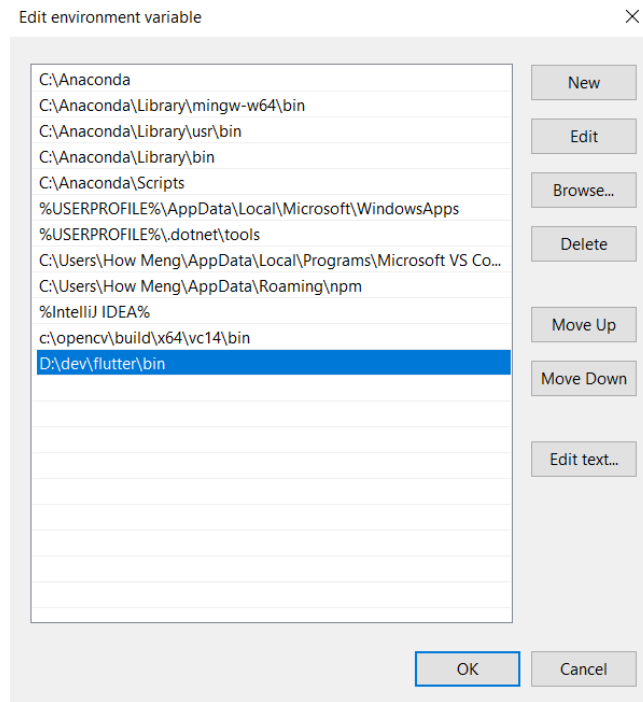 Edit environment variable
C:\Anaconda
C:\Anaconda\Library\mingw-w64\bin
C:\Anaconda\Library\usr\bin
C:\Anaconda\Library\bin
C:\Anaconda\Scripts
%USERPROFILE%\AppData\Local\Microsoft\WindowsApps
%USERPROFILE%\.dotnet\tools
C:\Users\How Meng\AppData\Local\Programs\Microsoft VS Co...
C:\Users\How Meng\AppData\Roaming\npm
%IntelliJ IDEA%
c:\opencv\build\x64\vc14\bin
D:\dev\flutter\bin
New
Edit
Browse...
Delete
Move Up
Move Down
Edit text...
OK
Cancel